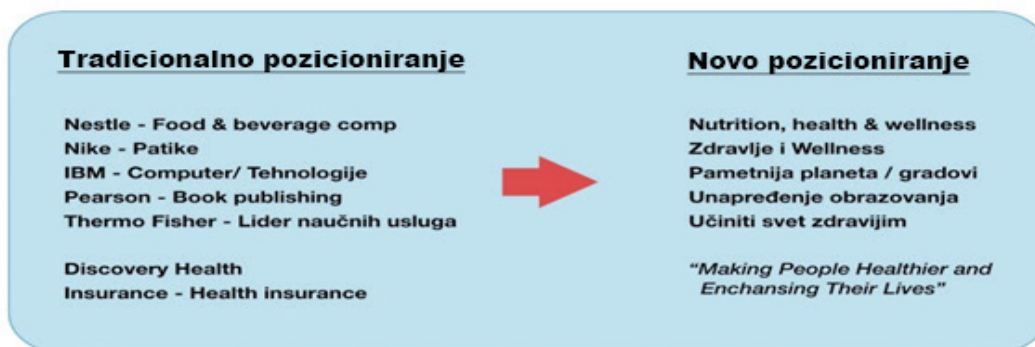 Tradicionalno pozicioniranje
Nestle - Food & beverage comp
Nike - Patike
IBM - Computer/ Tehnologije
Pearson - Book publishing
Thermo Fisher - Lider naučnih usluga
Discovery Health
Insurance - Health insurance
Novo pozicioniranje
Nutrition, health & wellness
Zdravlje i Wellness
Pametnija planeta / gradovi
Unapređenje obrazovanja
Učiniti svet zdravijim
“Making People Healthier and
Enchansing Their Lives”